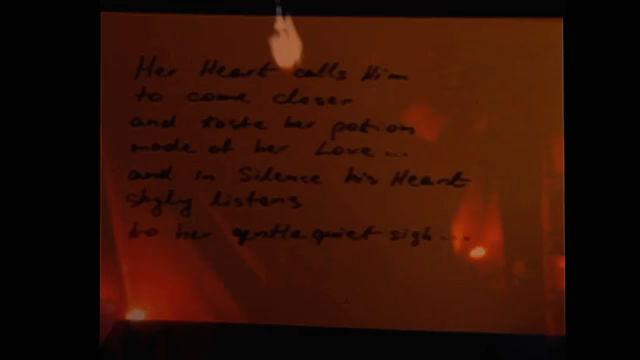 Her Heart calls Him
to come closer
and taste her potion
made of her Love...
and in Silence his Heart
shyly listens
to her gentle quiet sigh...